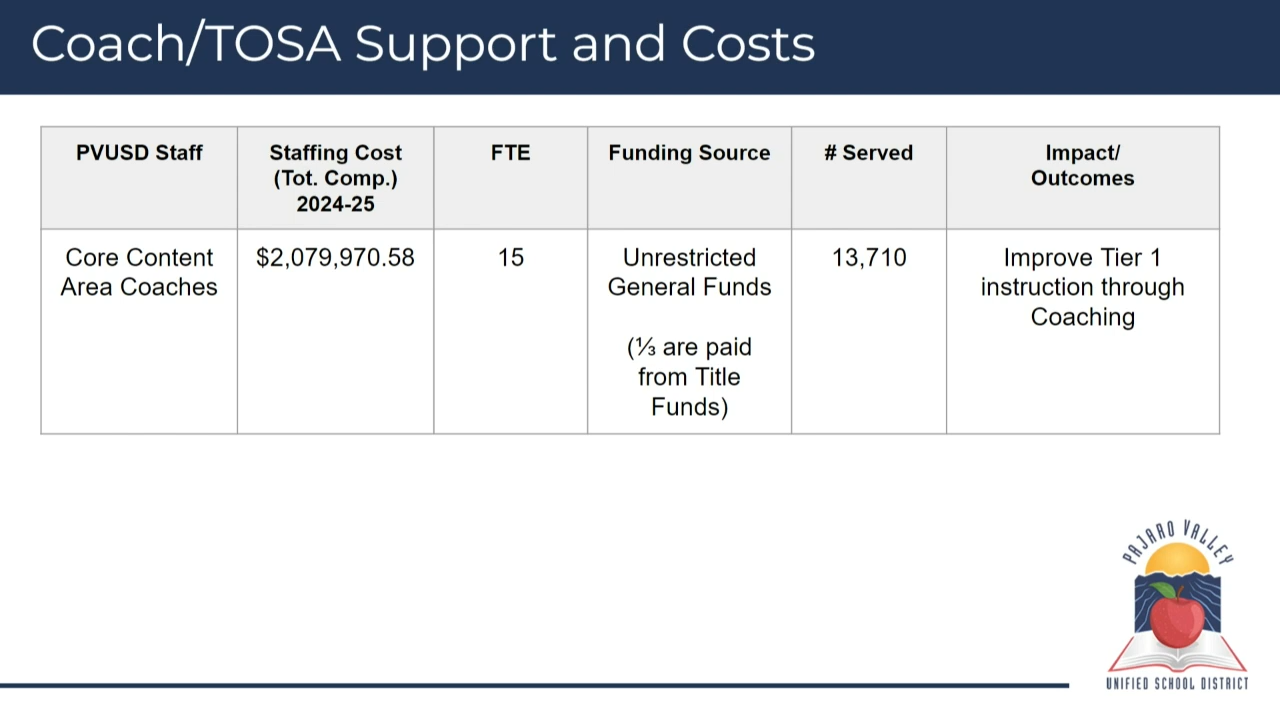 Coach/TOSA Support and Costs
PVUSD Staff
Staffing Cost
(Tot. Comp.)
2024-25
FTE
Funding Source
# Served
Impact/
Outcomes
Core Content
Area Coaches
$2,079,970.58
15
Unrestricted
General Funds
(⅓ are paid
from Title
Funds)
13,710
Improve Tier 1
instruction through
Coaching
PAJARO VALLEY
UNIFIED SCHOOL DISTRICT